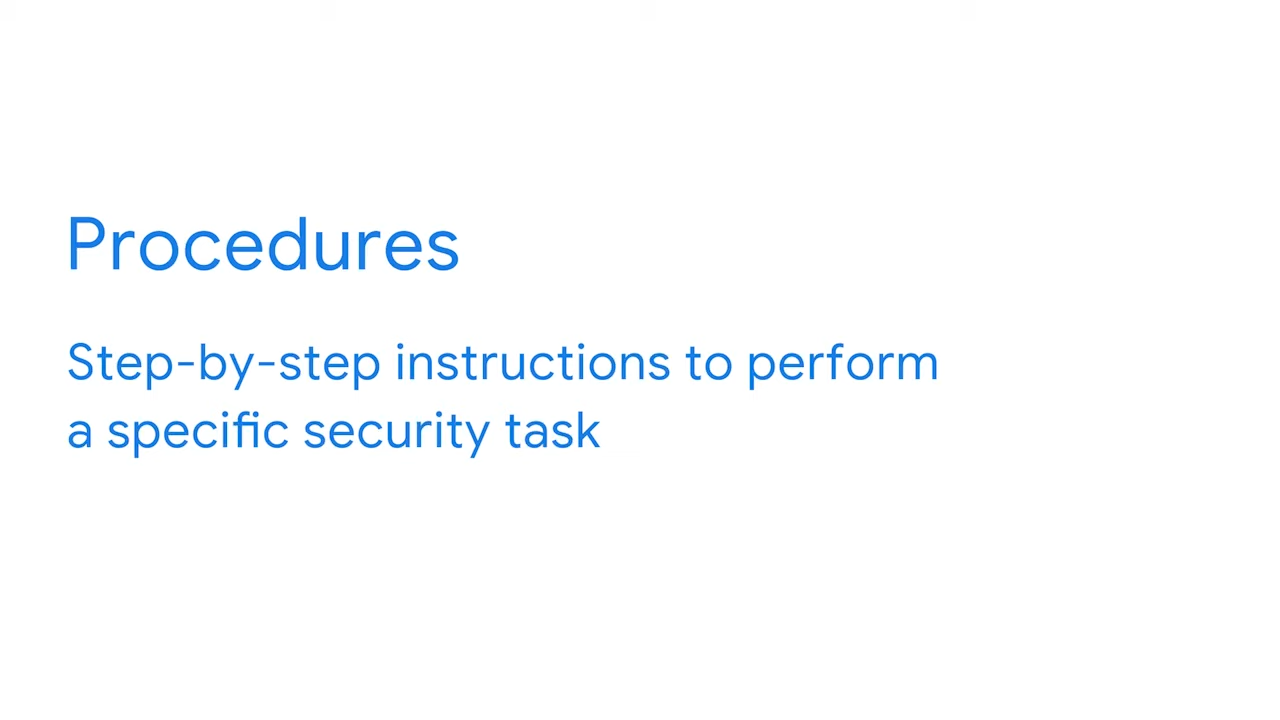 Procedures
Step-by-step instructions to perform
a specific security task